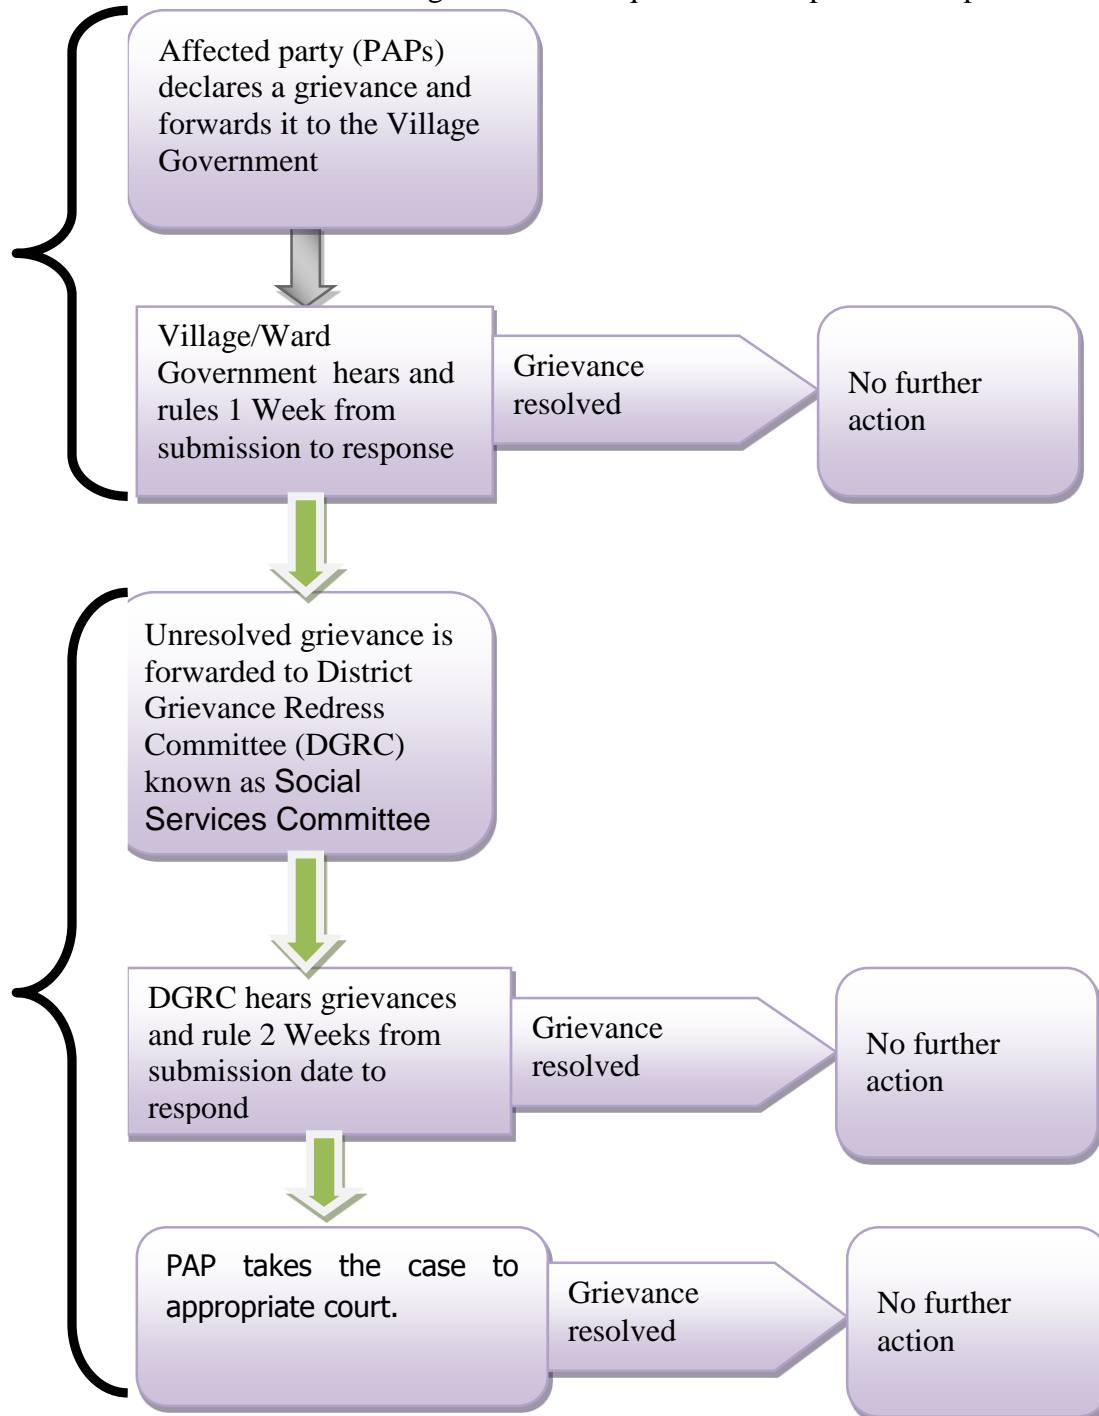 Affected party (PAPs)
declares a grievance and
forwards it to the Village
Government
Village/Ward
Government hears and
rules 1 Week from
submission to response
Grievance
resolved
No further
action
Unresolved grievance is
forwarded to District
Grievance Redress
Committee (DGRC)
known as Social
Services Committee
DGRC hears grievances
and rule 2 Weeks from
submission date to
respond
Grievance
resolved
No further
action
PAP takes the case to
appropriate court.
Grievance
resolved
No further
action